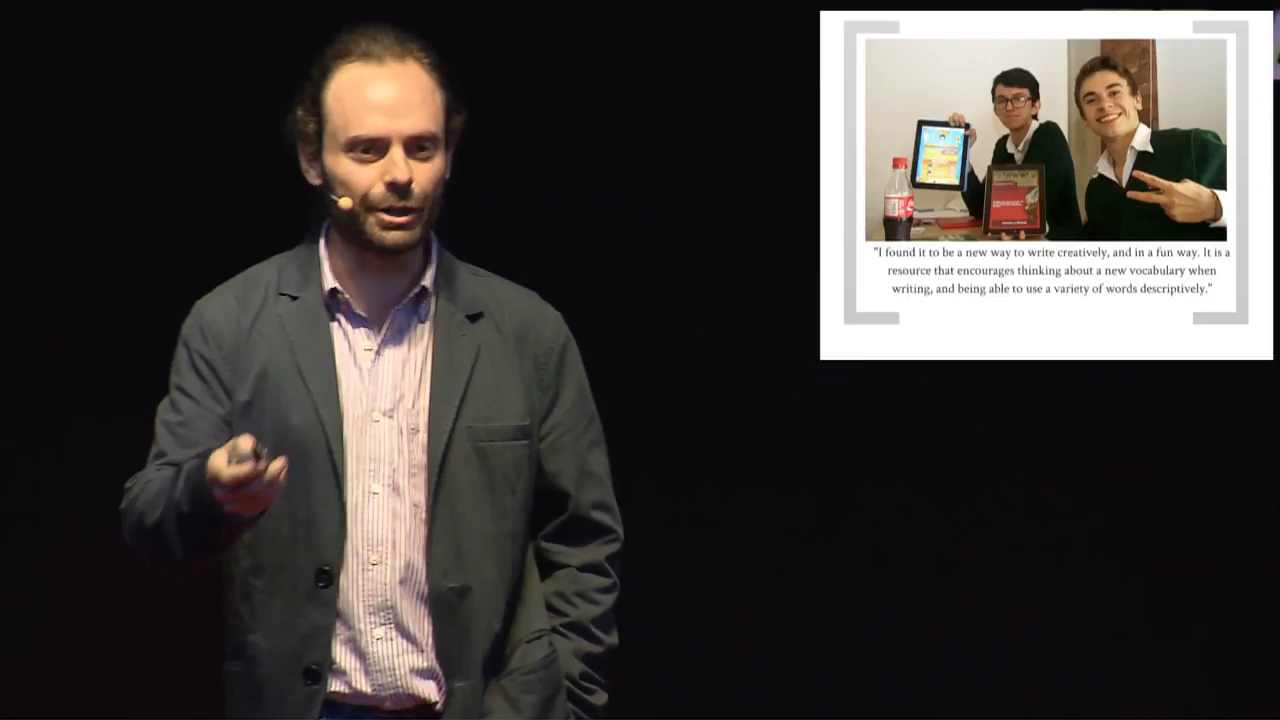 "I found it to be a new way to write creatively, and in a fun way. It is a
resource that encourages thinking about a new vocabulary when
writing, and being able to use a variety of words descriptively."